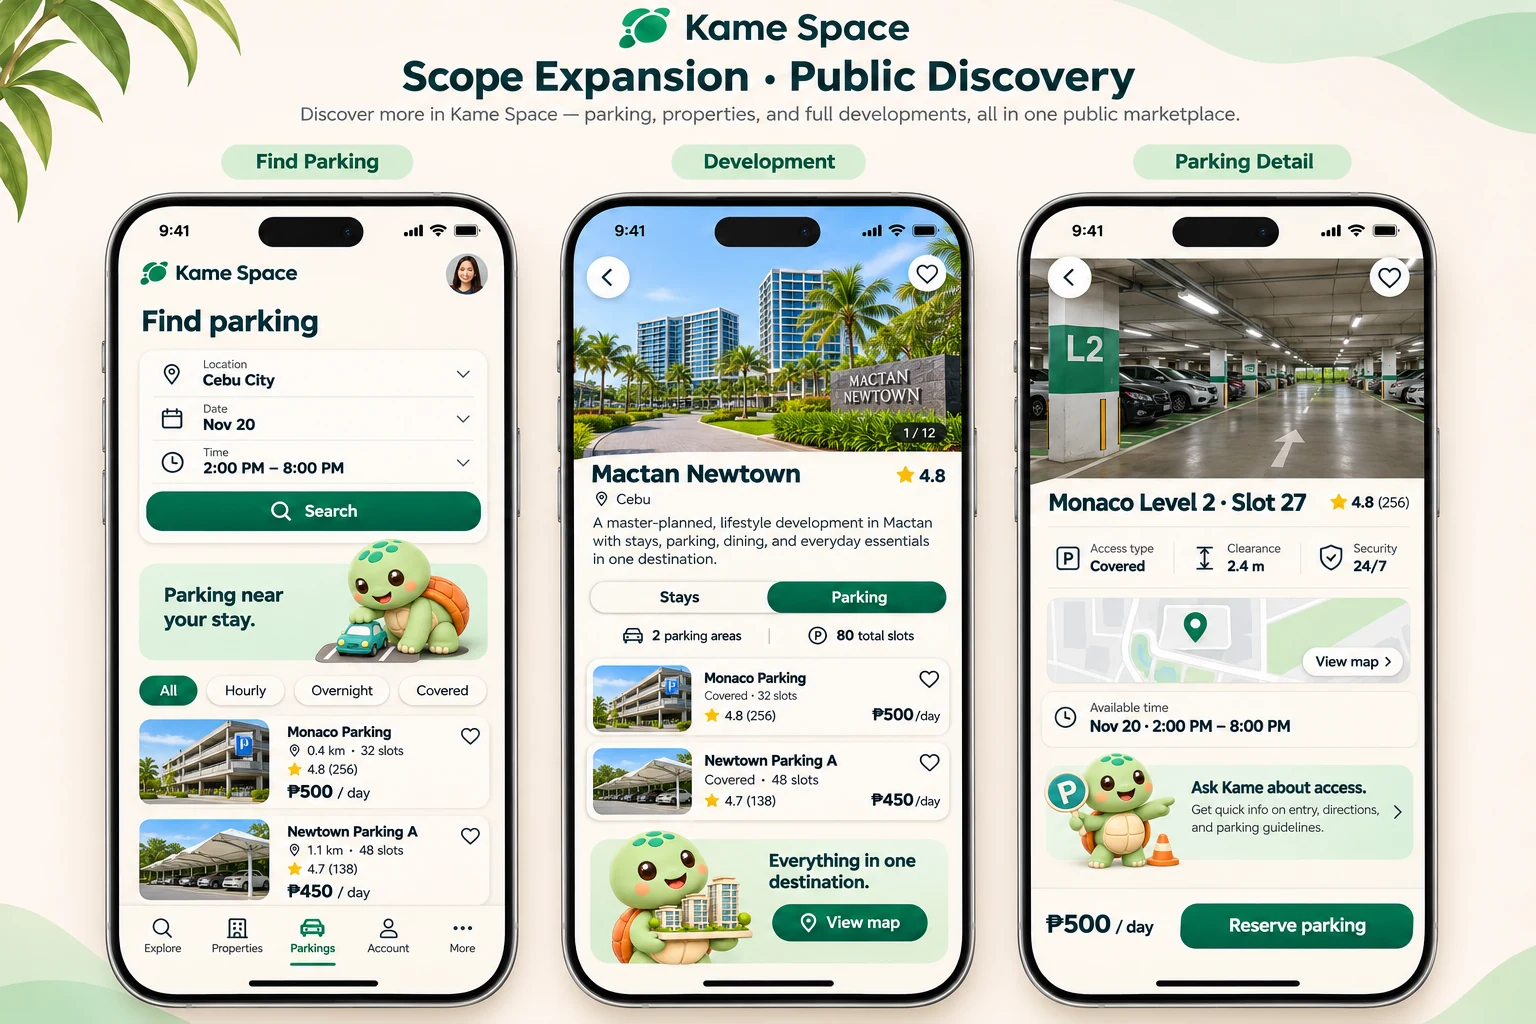 Kame Space
Scope Expansion • Public Discovery
Discover more in Kame Space — parking, properties, and full developments, all in one public marketplace.
Find Parking
9:41
Kame Space
Find parking
Location
Cebu City
Date
Nov 20
Time
2:00 PM – 8:00 PM
Search
Parking near
your stay.
All
Hourly
Overnight
Covered
P
Monaco Parking
0.4 km • 32 slots
4.8 (256)
₱500 / day
Newtown Parking A
1.1 km • 48 slots
4.7 (138)
₱450 / day
Explore
Properties
Parkings
Account
More
Development
9:41
MACTAN
NEWTOWN
1 / 12
Mactan Newtown
4.8
Cebu
A master-planned, lifestyle development in Mactan
with stays, parking, dining, and everyday essentials
in one destination.
Stays
Parking
2 parking areas
P
80 total slots
P
Monaco Parking
Covered • 32 slots
4.8 (256)
₱500/day
Newtown Parking A
Covered • 48 slots
4.7 (138)
₱450/day
Everything in one
destination.
View map
Parking Detail
9:41
L2
Monaco Level 2 • Slot 27
4.8 (256)
P
Access type
Covered
Clearance
2.4 m
Security
24/7
View map
Available time
Nov 20 • 2:00 PM – 8:00 PM
P
Ask Kame about access.
Get quick info on entry, directions,
and parking guidelines.
₱500 / day
Reserve parking